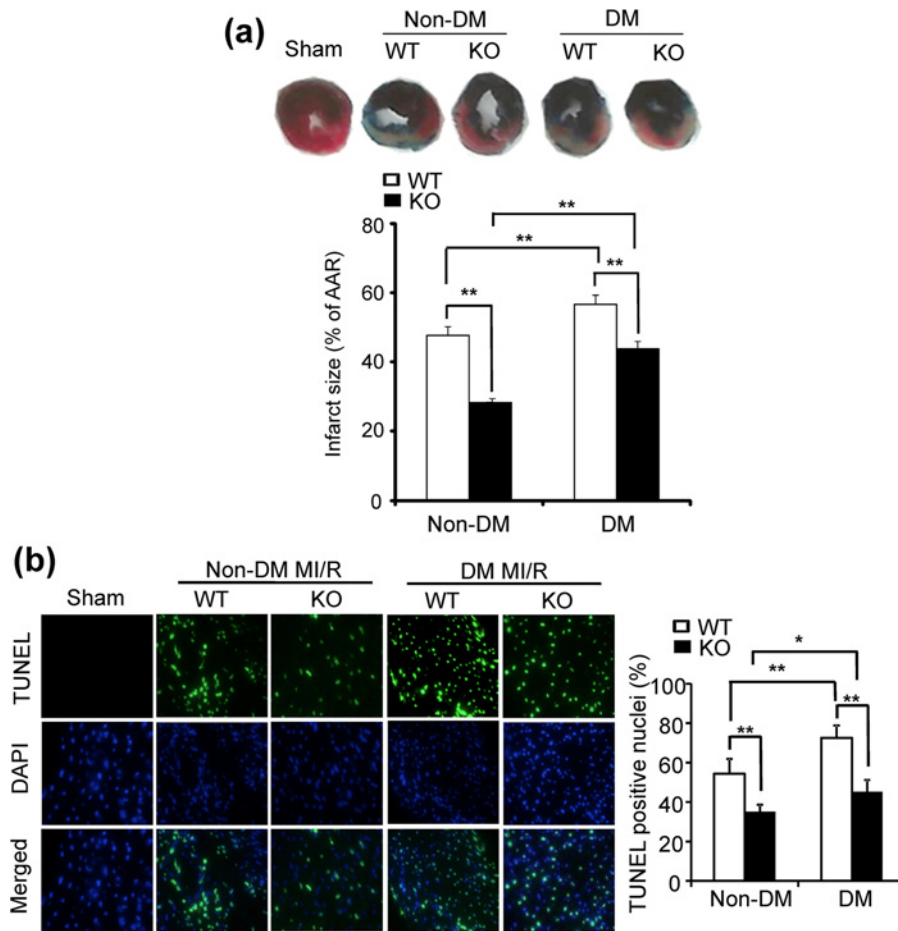 (a)
Non-DM DM
Sham WT KO WT KO
WT
KO
** ** ** **
Infarct size (% of AAR)
80
60
40
20
0
Non-DM DM
(b)
Non-DM MI/R DM MI/R
Sham WT KO WT KO
TUNEL
DAPI
Merged
WT
KO
* ** ** **
TUNEL positive nuclei (%)
100
80
60
40
20
0
Non-DM DM